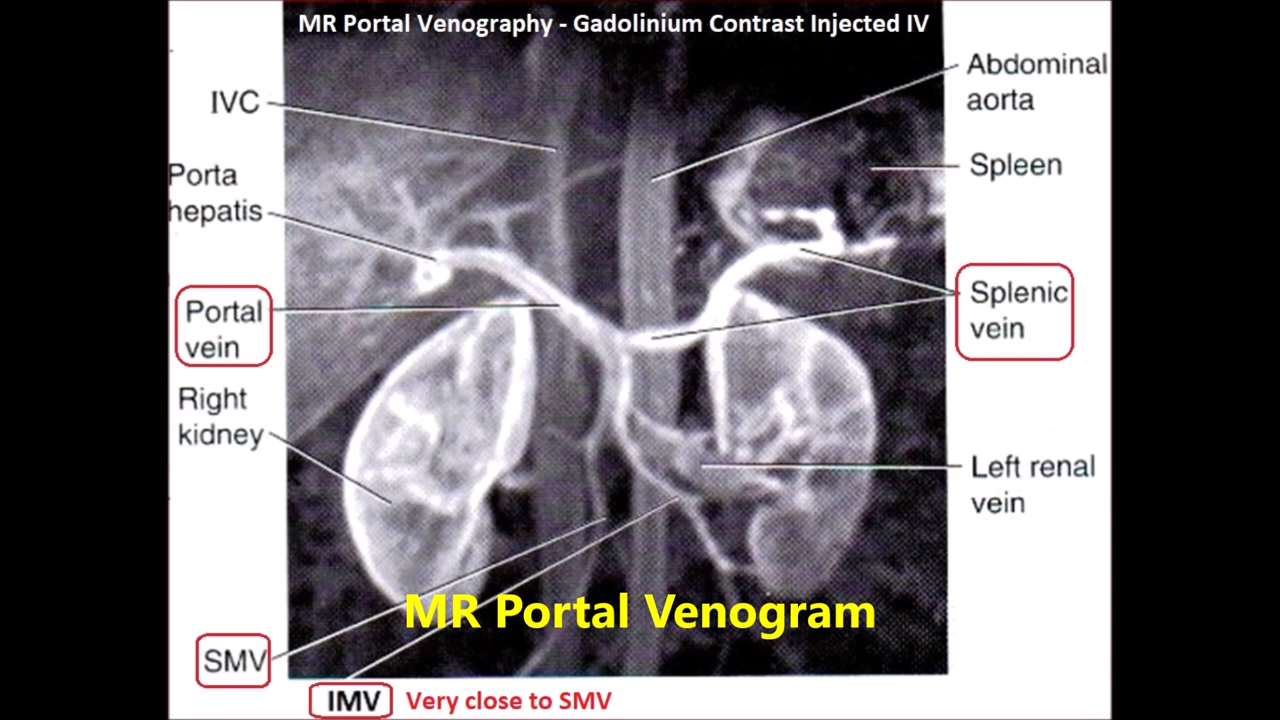 MR Portal Venography - Gadolinium Contrast Injected IV
Abdominal
aorta
IVC
Spleen
Porta
hepatis
Splenic
vein
Portal
vein
Right
kidney
Left renal
vein
MR Portal Venogram
SMV
IMV Very close to SMV